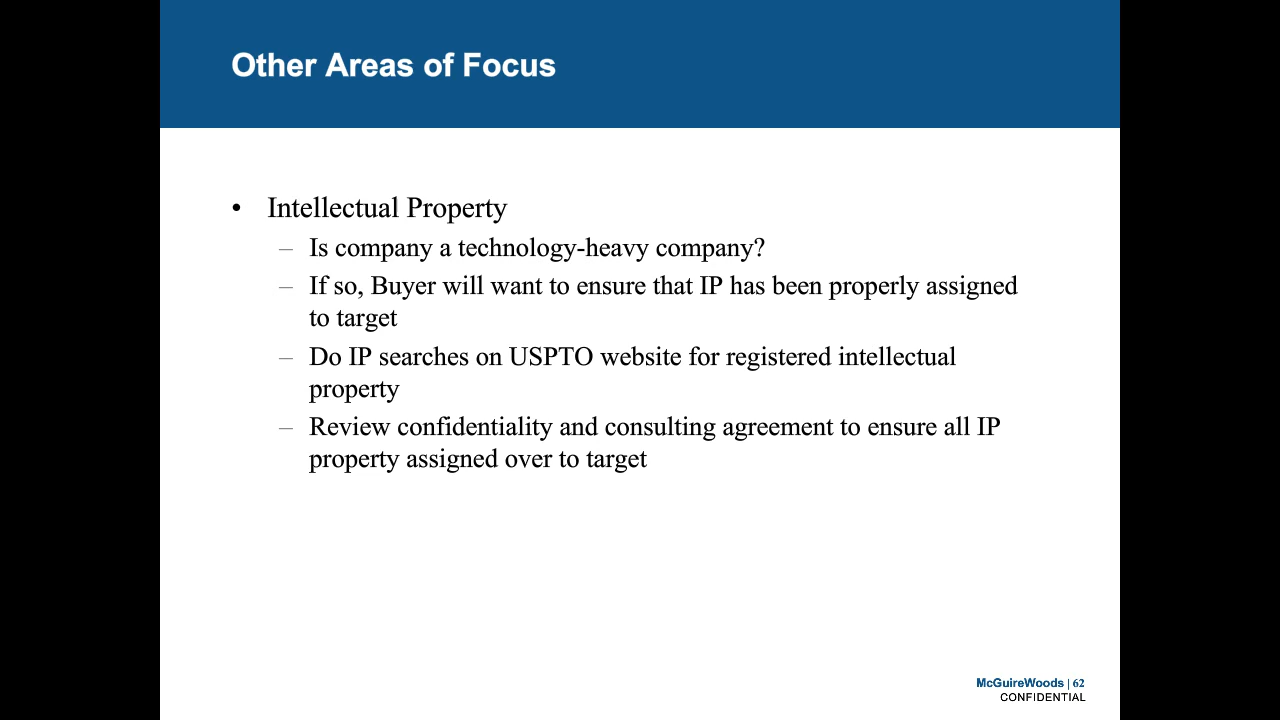 Other Areas of Focus
• Intellectual Property
– Is company a technology-heavy company?
– If so, Buyer will want to ensure that IP has been properly assigned
to target
– Do IP searches on USPTO website for registered intellectual
property
– Review confidentiality and consulting agreement to ensure all IP
property assigned over to target
McGuireWoods | 62
CONFIDENTIAL